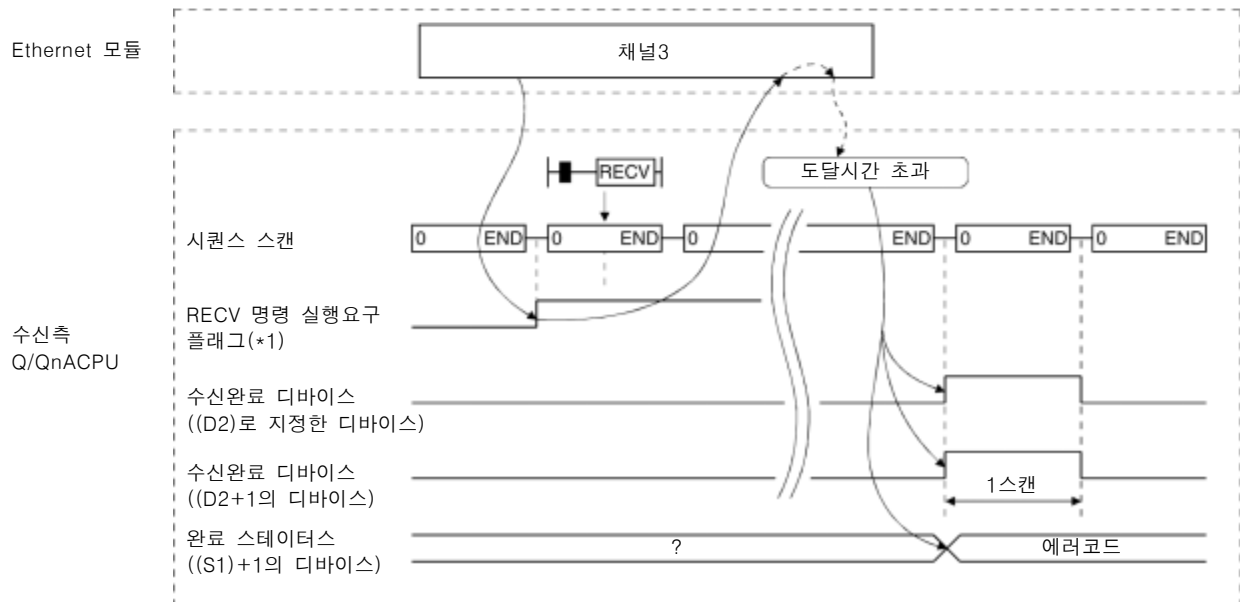 Ethernet 모듈
채널3
RECV
도달시간 초과
시퀀스 스캔
0 END 0 END 0 END 0 END 0 END
RECV 명령 실행요구
플래그(*1)
수신측
Q/QnACPU
수신완료 디바이스
((D2)로 지정한 디바이스)
수신완료 디바이스
((D2+1의 디바이스)
1스캔
완료 스테이터스
((S1)+1의 디바이스)
?
에러코드